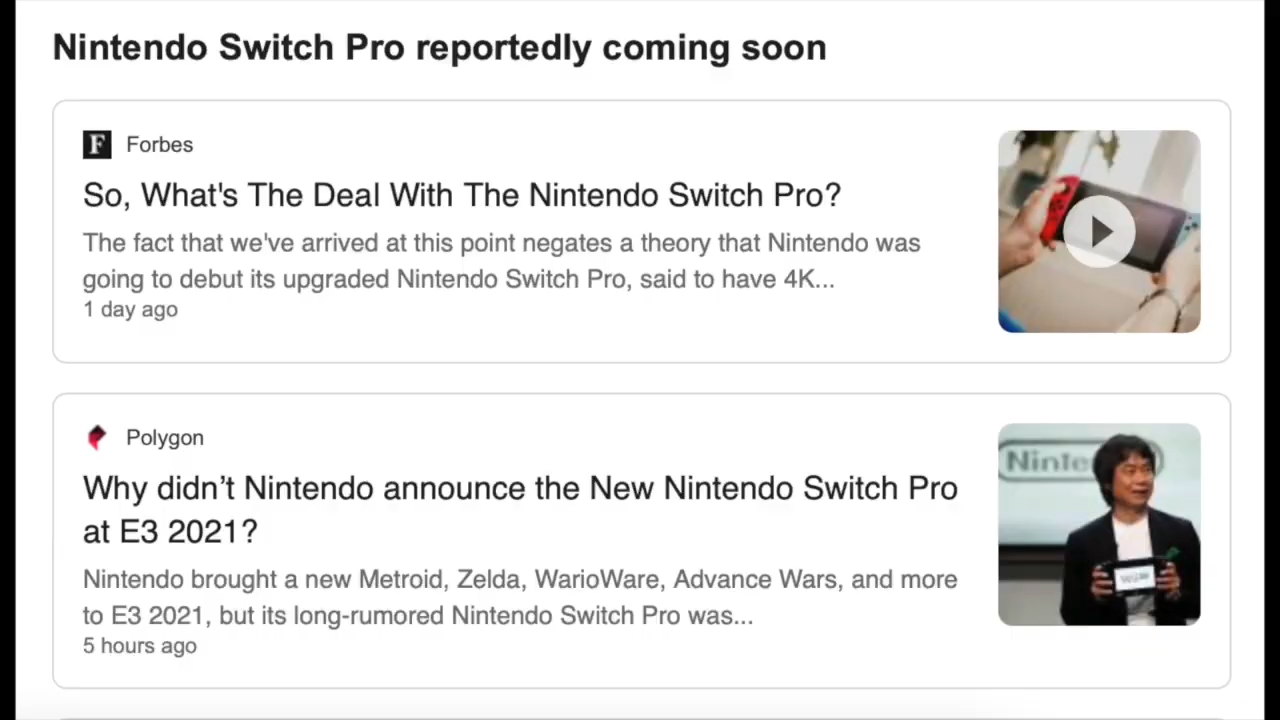 Nintendo Switch Pro reportedly coming soon
F Forbes
So, What's The Deal With The Nintendo Switch Pro?
The fact that we've arrived at this point negates a theory that Nintendo was
going to debut its upgraded Nintendo Switch Pro, said to have 4K...
1 day ago
Polygon
Why didn’t Nintendo announce the New Nintendo Switch Pro
at E3 2021?
Nintendo brought a new Metroid, Zelda, WarioWare, Advance Wars, and more
to E3 2021, but its long-rumored Nintendo Switch Pro was...
5 hours ago